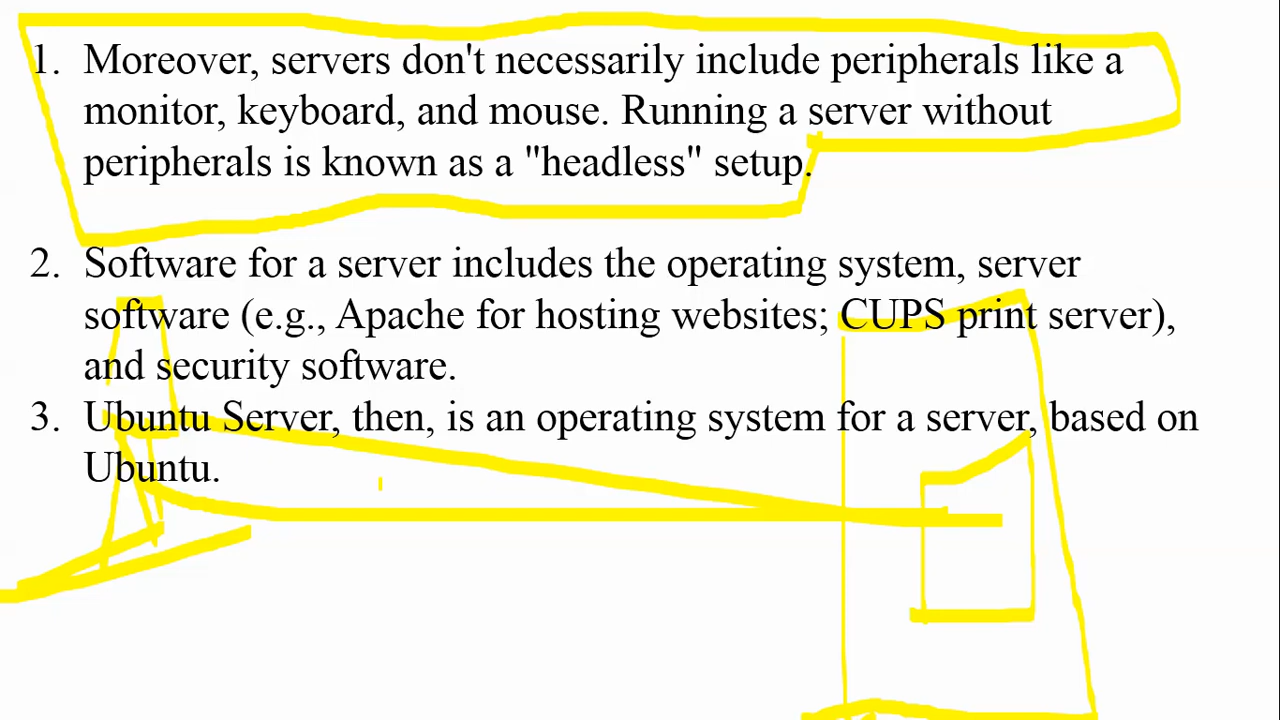 1. Moreover, servers don't necessarily include peripherals like a
monitor, keyboard, and mouse. Running a server without
peripherals is known as a "headless" setup.
2. Software for a server includes the operating system, server
software (e.g., Apache for hosting websites; CUPS print server),
and security software.
3. Ubuntu Server, then, is an operating system for a server, based on
Ubuntu.